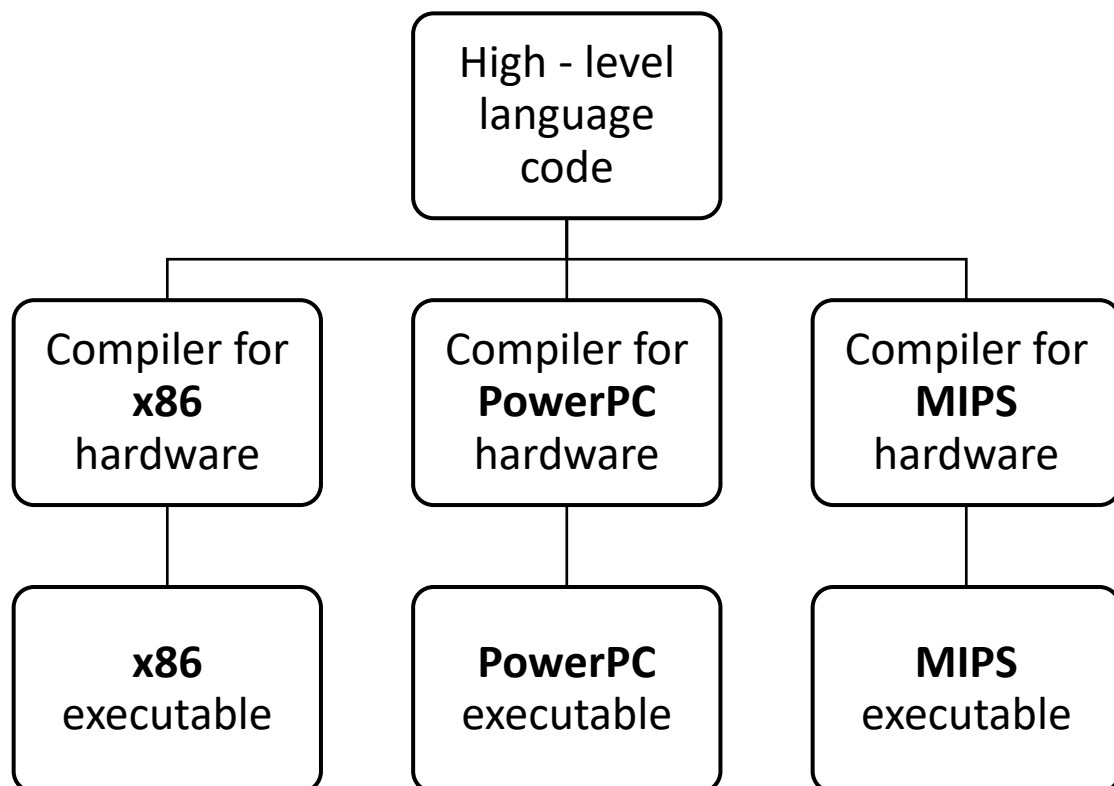 High - level
language
code
Compiler for
x86
hardware
Compiler for
PowerPC
hardware
Compiler for
MIPS
hardware
x86
executable
PowerPC
executable
MIPS
executable